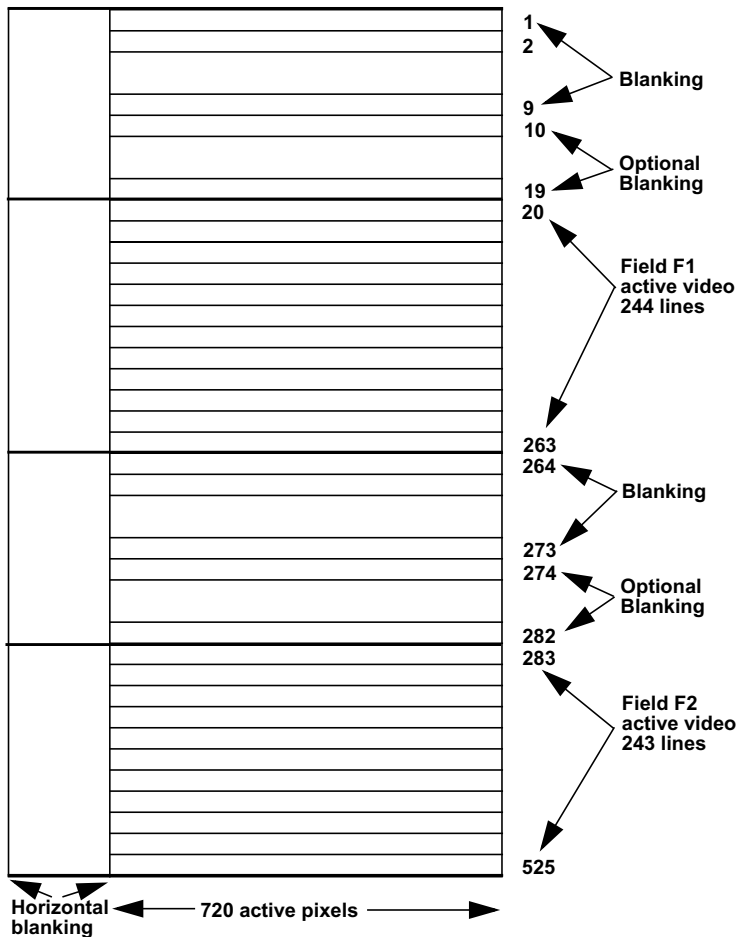 1
2
Blanking
9
10
Optional
Blanking
19
20
Field F1
active video
244 lines
263
264
Blanking
273
274
Optional
Blanking
282
283
Field F2
active video
243 lines
525
Horizontal
blanking
720 active pixels